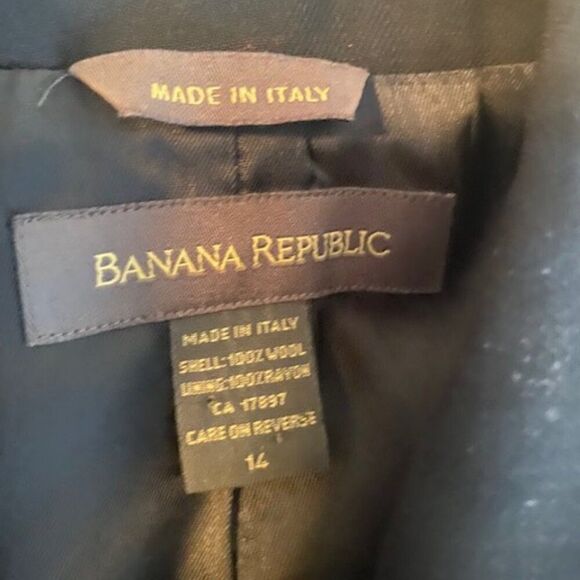 MADE IN ITALY
BANANA REPUBLIC
MADE IN ITALY
SHELL:100% WOOL
LINING:100%RAYON
CA 17897
CARE ON REVERSE
14